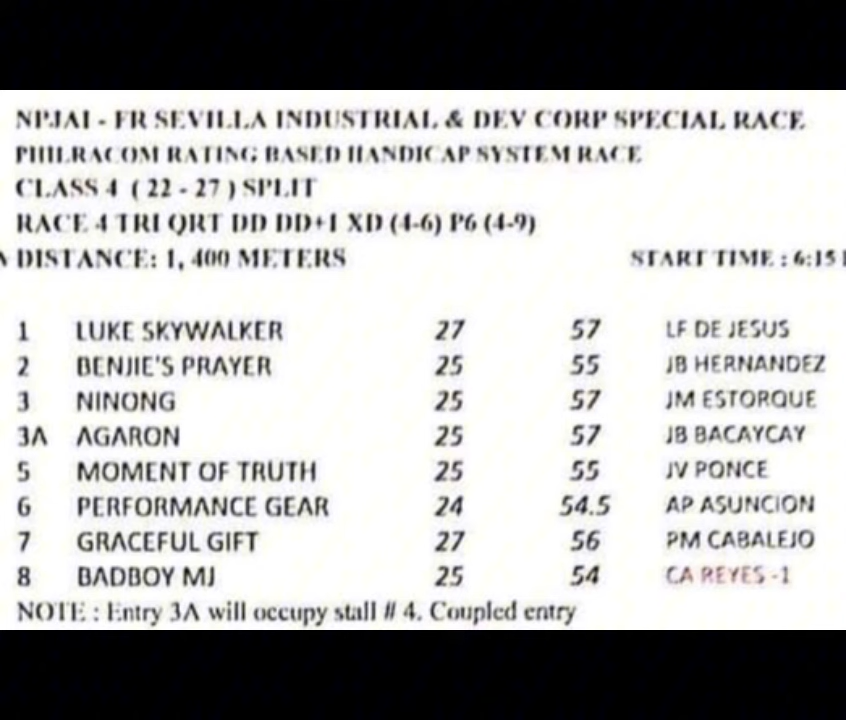 NPJAI - FR SEVILLA INDUSTRIAL & DEV CORP SPECIAL RACE
PHILRACOM RATING BASED HANDICAP SYSTEM RACE
CLASS 4 ( 22 - 27 ) SPLIT
RACE 4 TRI QRT DD DD+1 XD (4-6) P6 (4-9)
DISTANCE: 1, 400 METERS START TIME : 6:15
1 LUKE SKYWALKER 27 57 LF DE JESUS
2 BENJIE'S PRAYER 25 55 JB HERNANDEZ
3 NINONG 25 57 JM ESTORQUE
3A AGARON 25 57 JB BACAYCAY
5 MOMENT OF TRUTH 25 55 JV PONCE
6 PERFORMANCE GEAR 24 54.5 AP ASUNCION
7 GRACEFUL GIFT 27 56 PM CABALEJO
8 BADBOY MJ 25 54 CA REYES -1
NOTE : Entry 3A will occupy stall # 4. Coupled entry